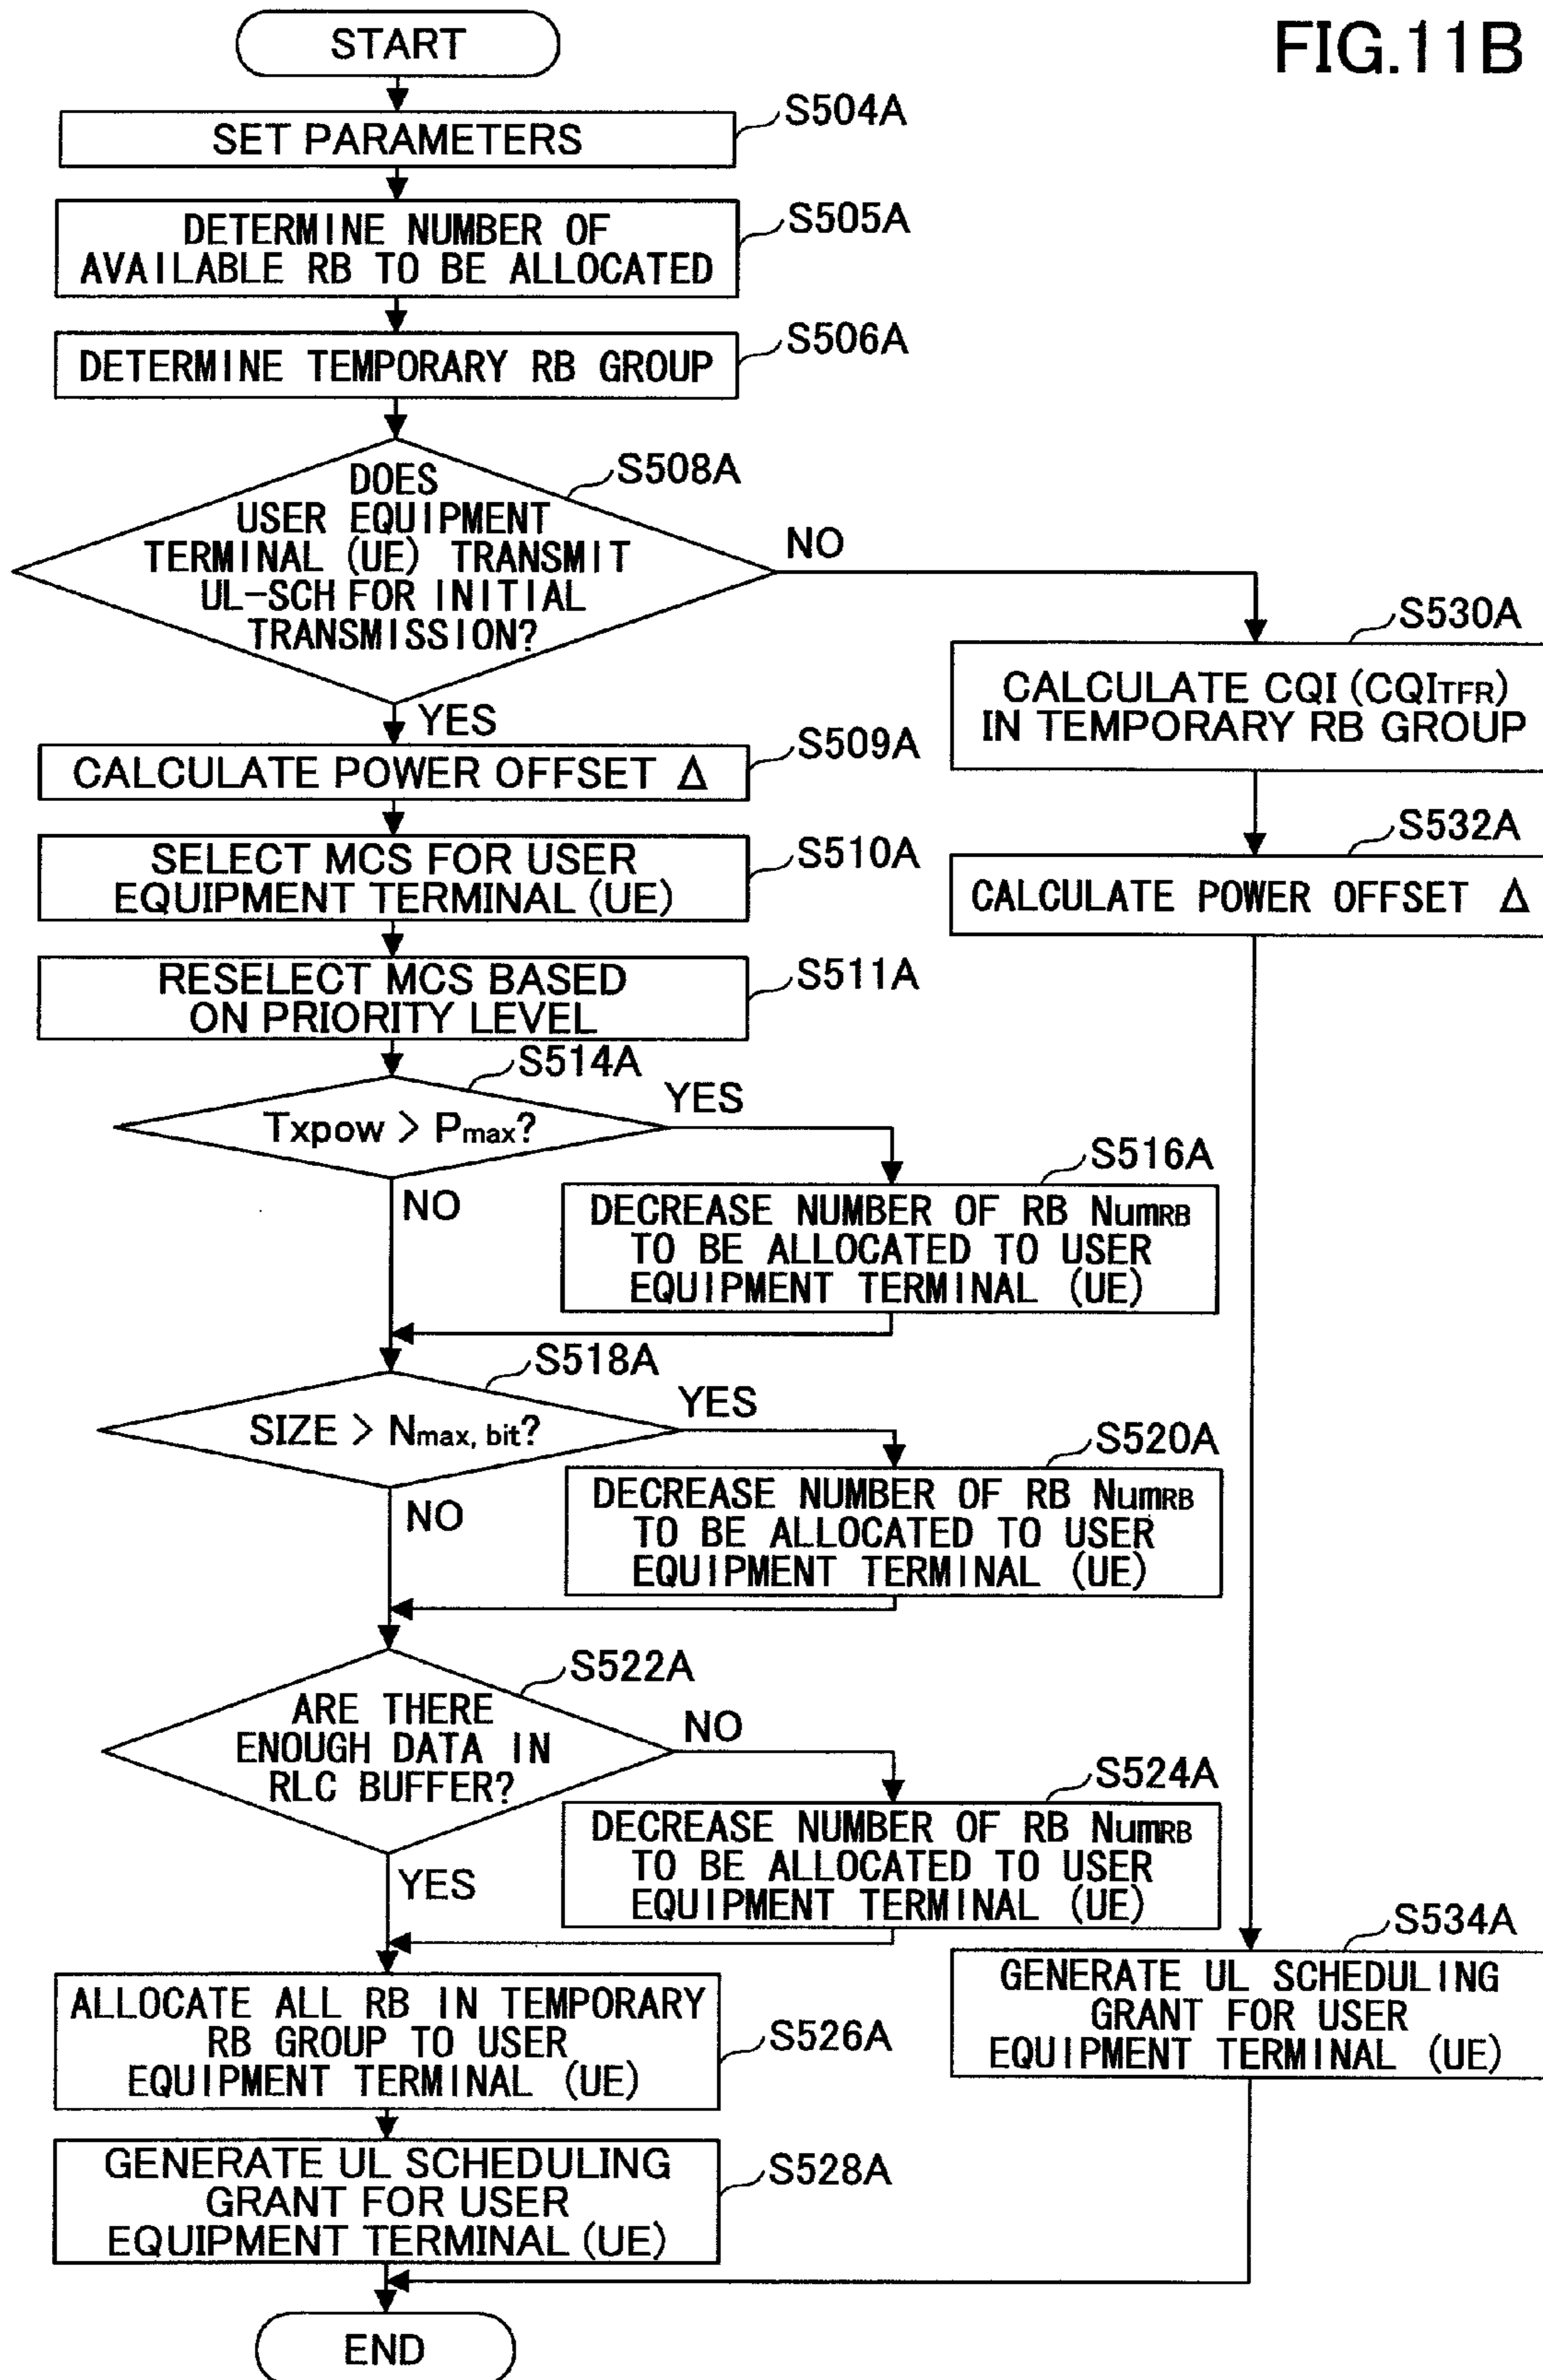 FIG.11B
START
S504A
SET PARAMETERS
S505A
DETERMINE NUMBER OF
AVAILABLE RB TO BE ALLOCATED
S506A
DETERMINE TEMPORARY RB GROUP
S508A
DOES
USER EQUIPMENT
TERMINAL (UE) TRANSMIT
UL-SCH FOR INITIAL
TRANSMISSION?
NO
YES
S530A
CALCULATE CQI (CQITFR)
IN TEMPORARY RB GROUP
S509A
CALCULATE POWER OFFSET Δ
S532A
CALCULATE POWER OFFSET Δ
S510A
SELECT MCS FOR USER
EQUIPMENT TERMINAL (UE)
S511A
RESELECT MCS BASED
ON PRIORITY LEVEL
S514A
Txpow > Pmax?
YES
NO
S516A
DECREASE NUMBER OF RB NumRB
TO BE ALLOCATED TO USER
EQUIPMENT TERMINAL (UE)
S518A
SIZE > Nmax, bit?
YES
NO
S520A
DECREASE NUMBER OF RB NumRB
TO BE ALLOCATED TO USER
EQUIPMENT TERMINAL (UE)
S522A
ARE THERE
ENOUGH DATA IN
RLC BUFFER?
NO
YES
S524A
DECREASE NUMBER OF RB NumRB
TO BE ALLOCATED TO USER
EQUIPMENT TERMINAL (UE)
S526A
ALLOCATE ALL RB IN TEMPORARY
RB GROUP TO USER
EQUIPMENT TERMINAL (UE)
S534A
GENERATE UL SCHEDULING
GRANT FOR USER
EQUIPMENT TERMINAL (UE)
S528A
GENERATE UL SCHEDULING
GRANT FOR USER
EQUIPMENT TERMINAL (UE)
END